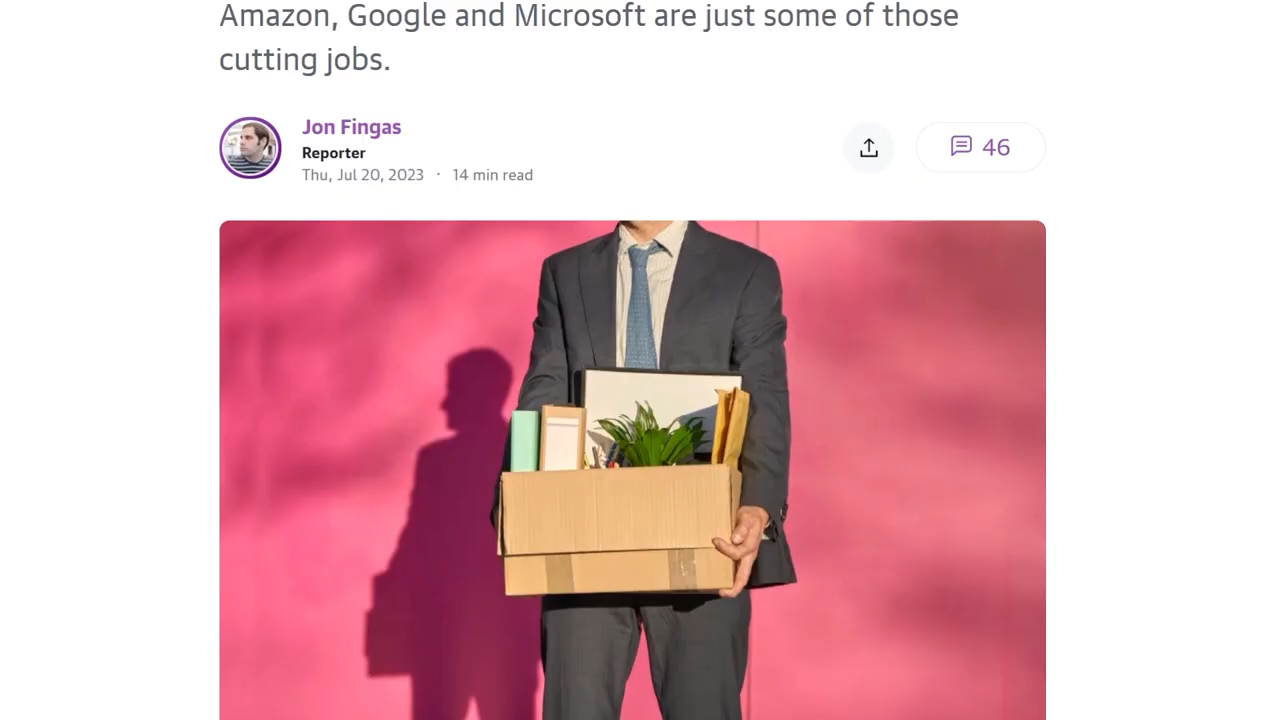 Amazon, Google and Microsoft are just some of those
cutting jobs.
Jon Fingas
Reporter
Thu, Jul 20, 2023 · 14 min read
46